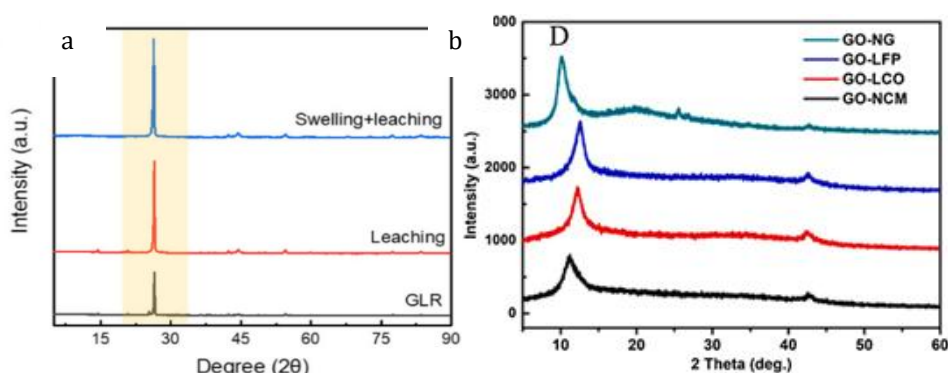 a
Swelling+leaching
Leaching
GLR
Intensity (a.u.)
15 30 45 60 75 90
Degree (2θ)
b
D
GO-NG
GO-LFP
GO-LCO
GO-NCM
000
3000
2000
1000
0
Intensity (a.u.)
10 20 30 40 50 60
2 Theta (deg.)